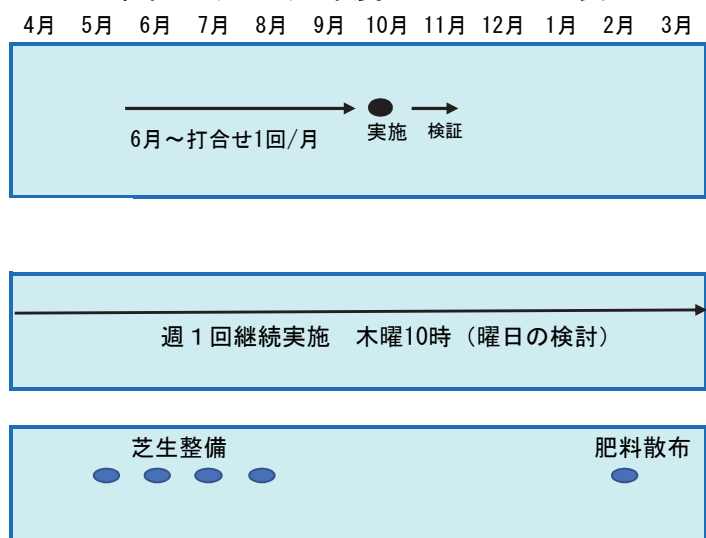 4月 5月 6月 7月 8月 9月 10月 11月 12月 1月 2月 3月
6月～打合せ1回/月
実施 検証
週１回継続実施　木曜10時（曜日の検討）
芝生整備 肥料散布